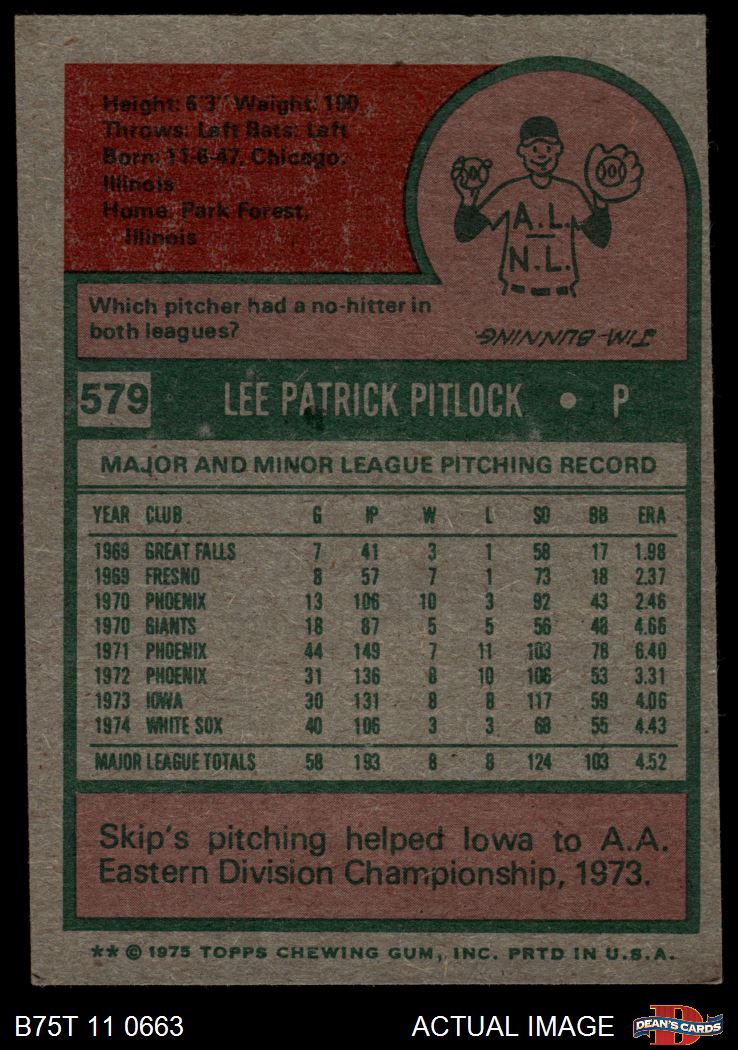 Height: 6'3" Weight: 190
Throws: Left Bats: Left
Born: 11-6-47, Chicago,
Illinois
Home: Park Forest,
Illinois
A.L.
N.L.
Which pitcher had a no-hitter in
both leagues?
JIM BUNNING.
579 LEE PATRICK PITLOCK • P
MAJOR AND MINOR LEAGUE PITCHING RECORD
YEAR CLUB G IP W L SO BB ERA
1969 GREAT FALLS 7 41 3 1 58 17 1.98
1969 FRESNO 8 57 7 1 73 18 2.37
1970 PHOENIX 13 106 10 3 92 43 2.46
1970 GIANTS 18 87 5 5 56 48 4.66
1971 PHOENIX 44 149 7 11 103 78 6.40
1972 PHOENIX 31 136 8 10 106 53 3.31
1973 IOWA 30 131 8 8 117 59 4.06
1974 WHITE SOX 40 106 3 3 68 55 4.43
MAJOR LEAGUE TOTALS 58 193 8 8 124 103 4.52
Skip's pitching helped Iowa to A.A.
Eastern Division Championship, 1973.
** © 1975 TOPPS CHEWING GUM, INC. PRTD IN U.S.A.
B75T 11 0663 ACTUAL IMAGE D DEAN'S CARDS